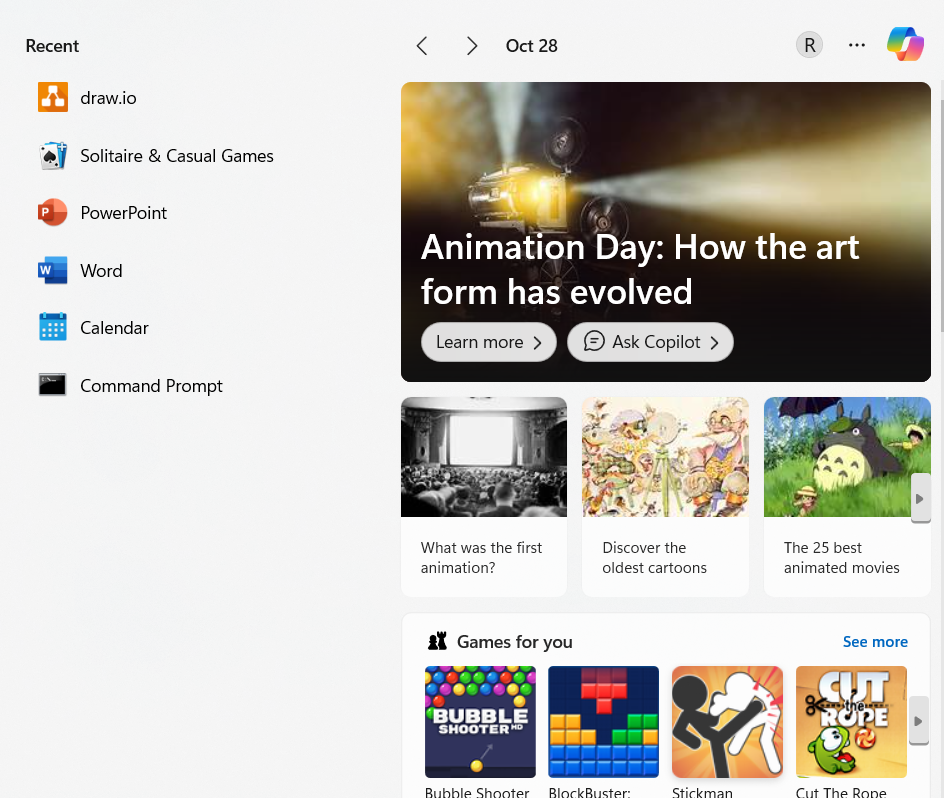 Recent
Oct 28
R
draw.io
Solitaire & Casual Games
PowerPoint
Word
Calendar
Command Prompt
Animation Day: How the art
form has evolved
Learn more
Ask Copilot
What was the first
animation?
Discover the
oldest cartoons
The 25 best
animated movies
Games for you
See more
BUBBLE
SHOOTER HD
CUT
the
ROPE
Bubble Shooter
BlockBuster:
Stickman
Cut The Rope